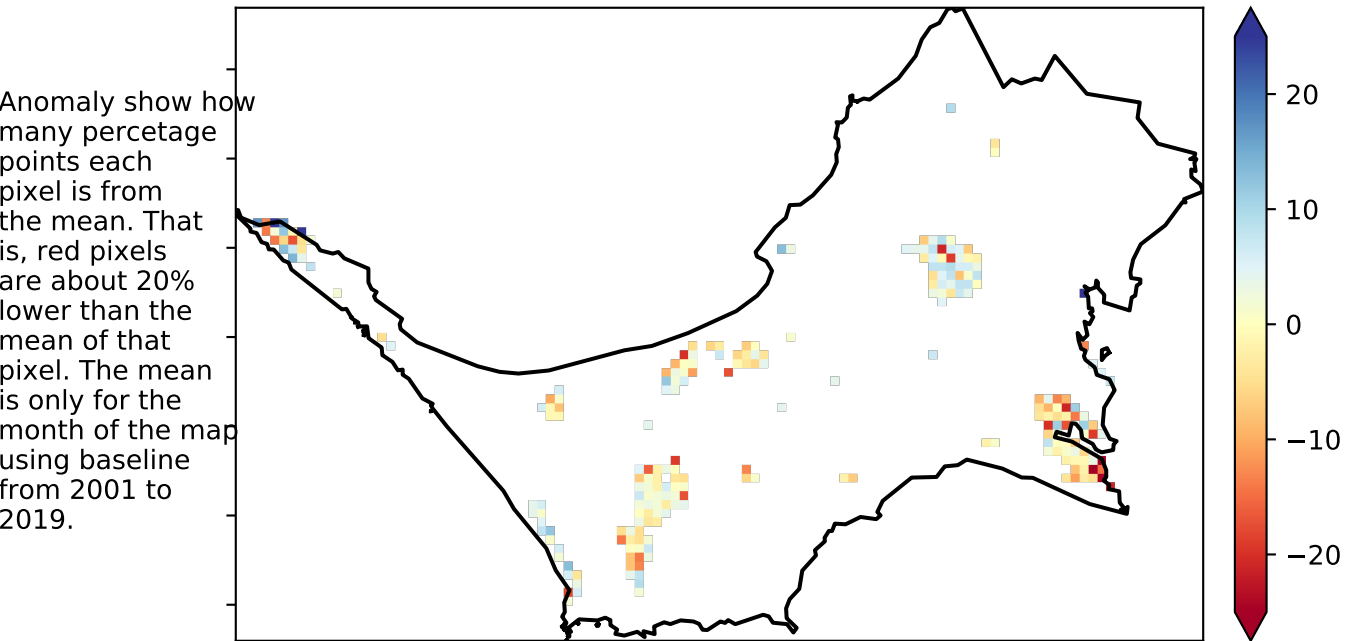 Anomaly show how
many percetage
points each
pixel is from
the mean. That
is, red pixels
are about 20%
lower than the
mean of that
pixel. The mean
is only for the
month of the map
using baseline
from 2001 to
2019.
20
10
0
−10
−20